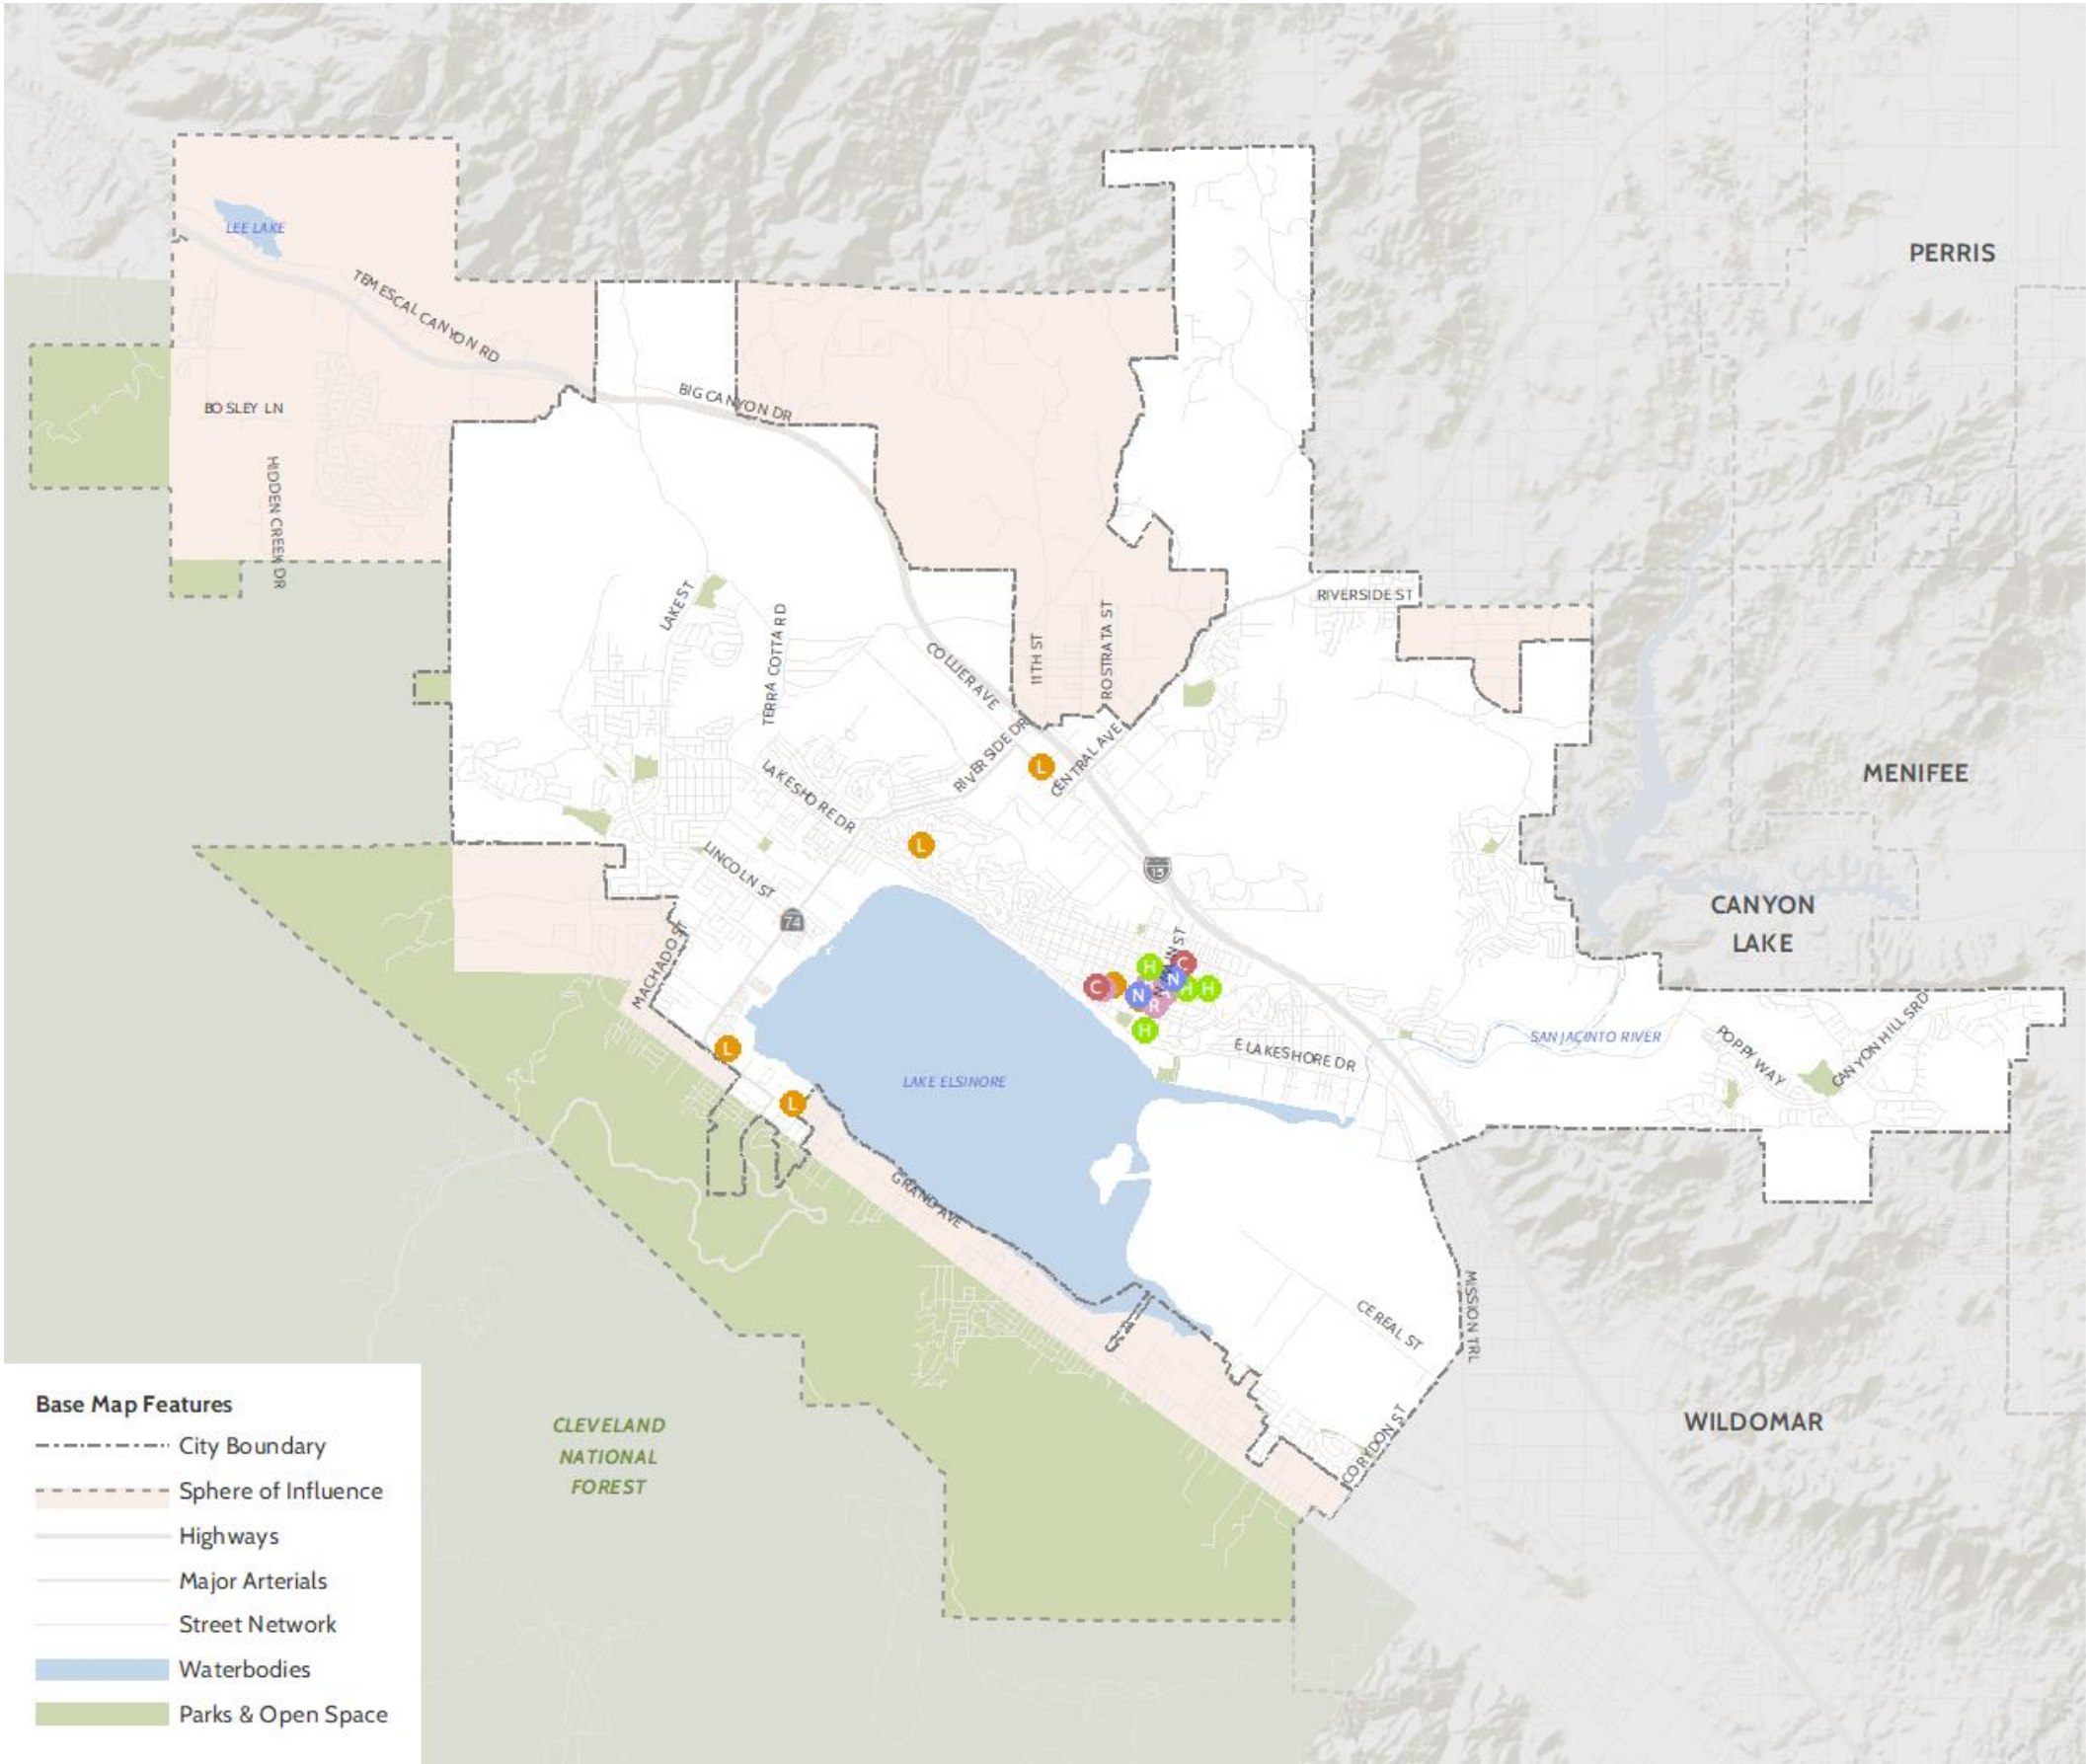 PERRIS
LEE LAKE
TEMESCAL CANYON RD
BIG CANYON DR
BOSLEY LN
HIDDEN CREEK DR
LAKE ST
TERRA COTTA RD
COLLIER AVE
11TH ST
ROSTRATA ST
RIVERSIDE ST
RIVERSIDE DR
CENTRAL AVE
L
MENIFEE
LAKESHORE DR
L
LINCOLN ST
15
74
CANYON
LAKE
MACHADO ST
H
C
C
N
N
H
H
R
H
L
E LAKESHORE DR
SAN JACINTO RIVER
POPPY WAY
CANYON HILLS RD
LAKE ELSINORE
L
GRAND AVE
CEREAL ST
MISSION TRL
CORYDON ST
WILDOMAR
CLEVELAND
NATIONAL
FOREST
Base Map Features
City Boundary
Sphere of Influence
Highways
Major Arterials
Street Network
Waterbodies
Parks & Open Space